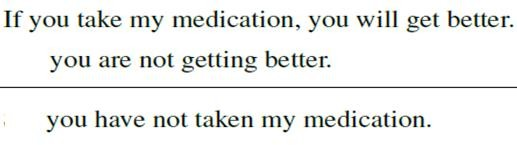 If you take my medication, you will get better.
you are not getting better.
you have not taken my medication.